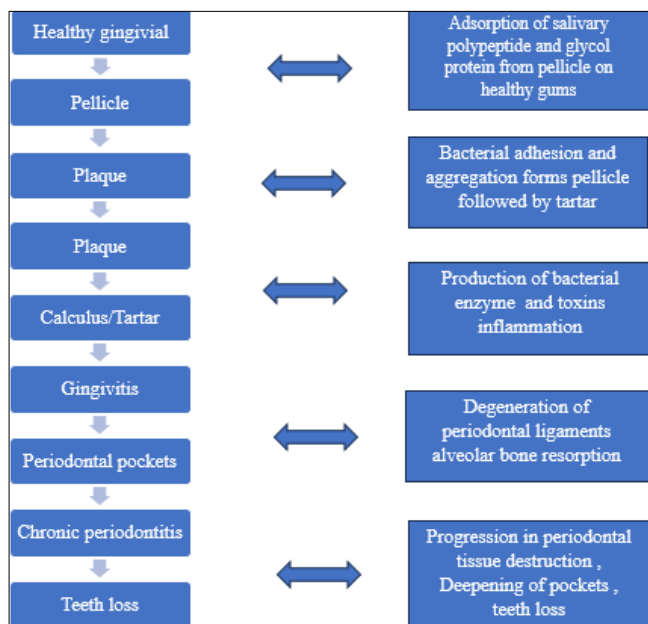 Healthy gingivial
Pellicle
Plaque
Plaque
Calculus/Tartar
Gingivitis
Periodontal pockets
Chronic periodontitis
Teeth loss
Adsorption of salivary
polypeptide and glycol
protein from pellicle on
healthy gums
Bacterial adhesion and
aggregation forms pellicle
followed by tartar
Production of bacterial
enzyme and toxins
inflammation
Degeneration of
periodontal ligaments
alveolar bone resorption
Progression in periodontal
tissue destruction ,
Deepening of pockets ,
teeth loss